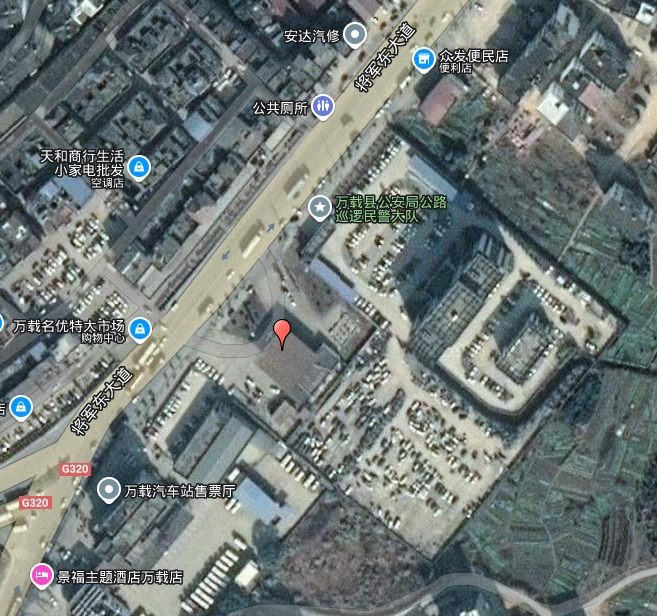 安达汽修
将军东大道
众发便民店
便利店
公共厕所
天和商行生活
小家电批发
空调店
万载县公安局公路
巡逻民警大队
万载名优特大市场
购物中心
店
将军东大道
G320
G320
万载汽车站售票厅
景福主题酒店万载店